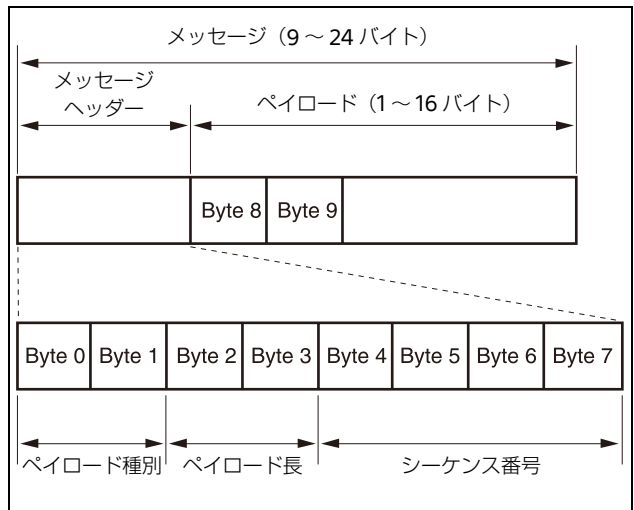 メッセージ（9 ～ 24 バイト）
メッセージ
ヘッダー
ペイロード（1 ～ 16 バイト）
Byte 8 Byte 9
Byte 0 Byte 1 Byte 2 Byte 3 Byte 4 Byte 5 Byte 6 Byte 7
ペイロード種別 ペイロード長 シーケンス番号